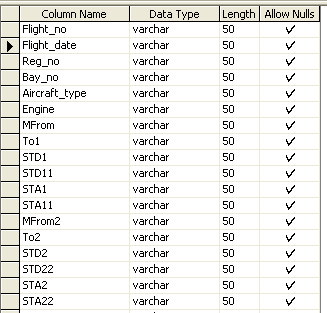 Column Name Data Type Length Allow Nulls
Flight_no varchar 50
Flight_date varchar 50
Reg_no varchar 50
Bay_no varchar 50
Aircraft_type varchar 50
Engine varchar 50
MFrom varchar 50
To1 varchar 50
STD1 varchar 50
STD11 varchar 50
STA1 varchar 50
STA11 varchar 50
MFrom2 varchar 50
To2 varchar 50
STD2 varchar 50
STD22 varchar 50
STA2 varchar 50
STA22 varchar 50